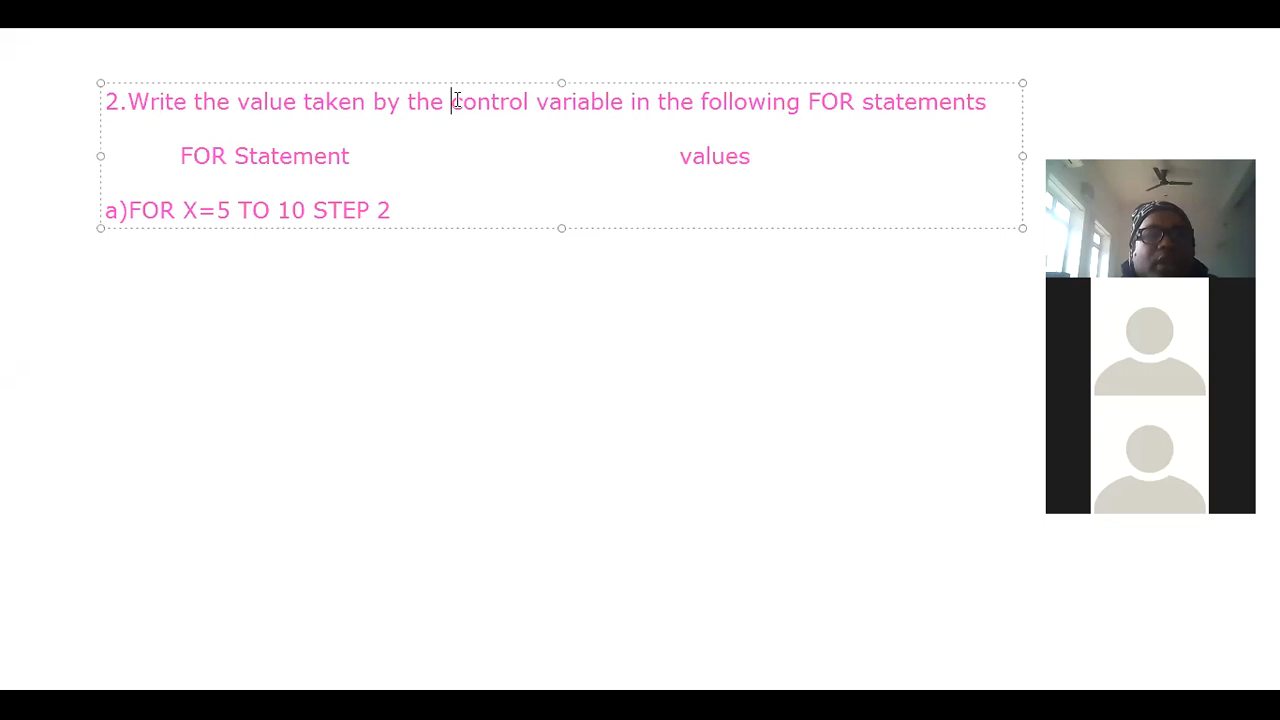 2.Write the value taken by the control variable in the following FOR statements
FOR Statement values
a)FOR X=5 TO 10 STEP 2